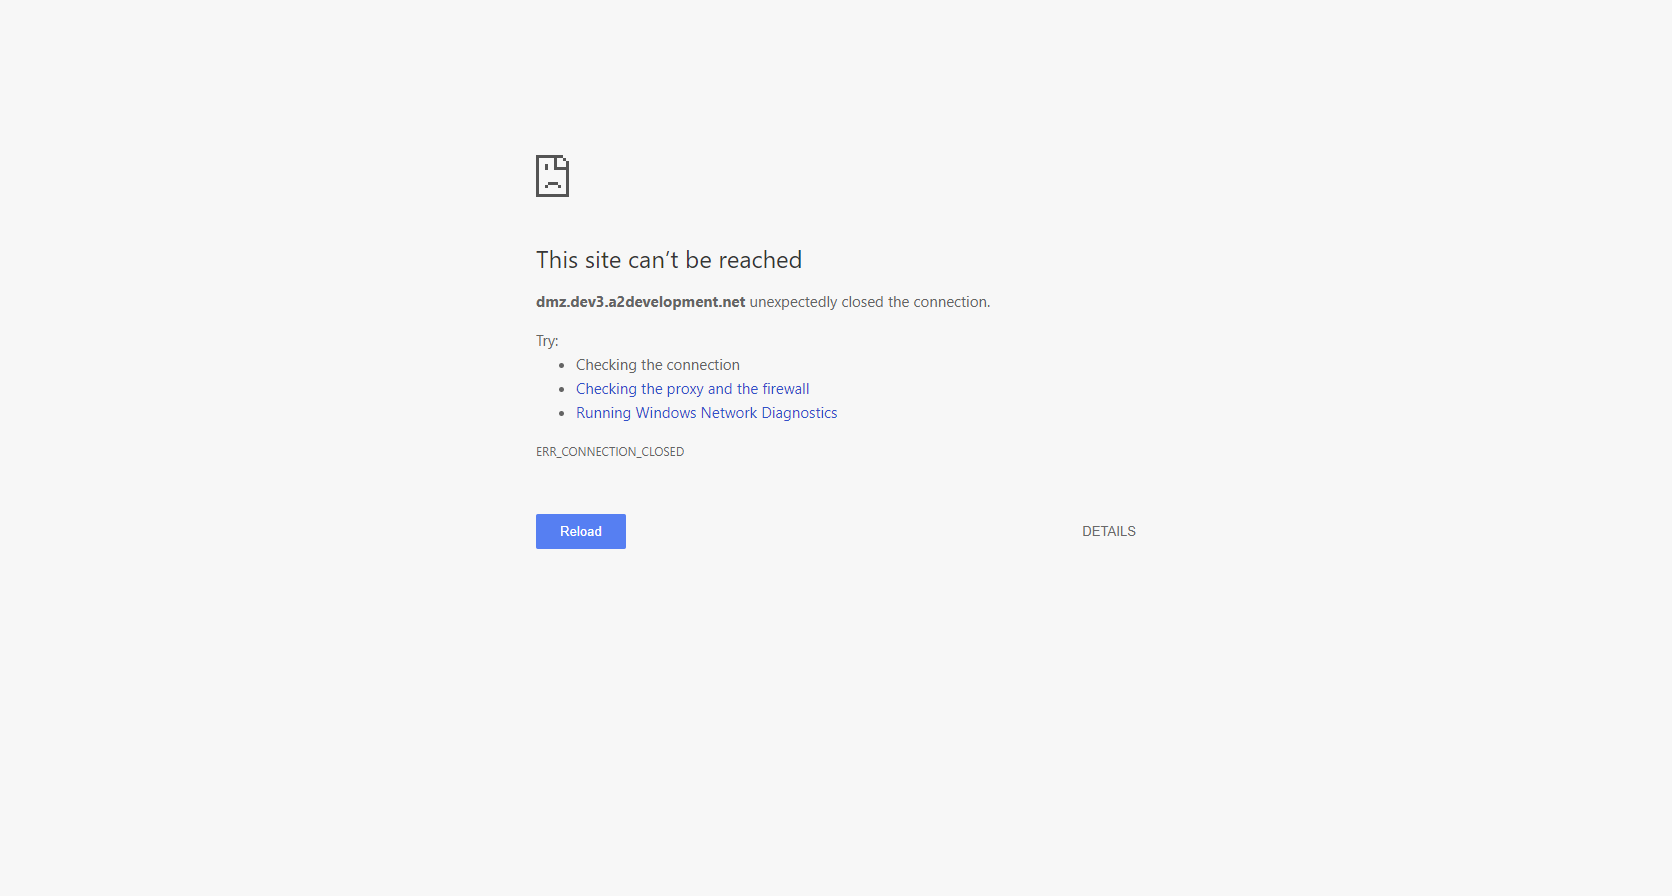 This site can’t be reached
dmz.dev3.a2development.net unexpectedly closed the connection.
Try:
• Checking the connection
• Checking the proxy and the firewall
• Running Windows Network Diagnostics
ERR_CONNECTION_CLOSED
Reload
DETAILS